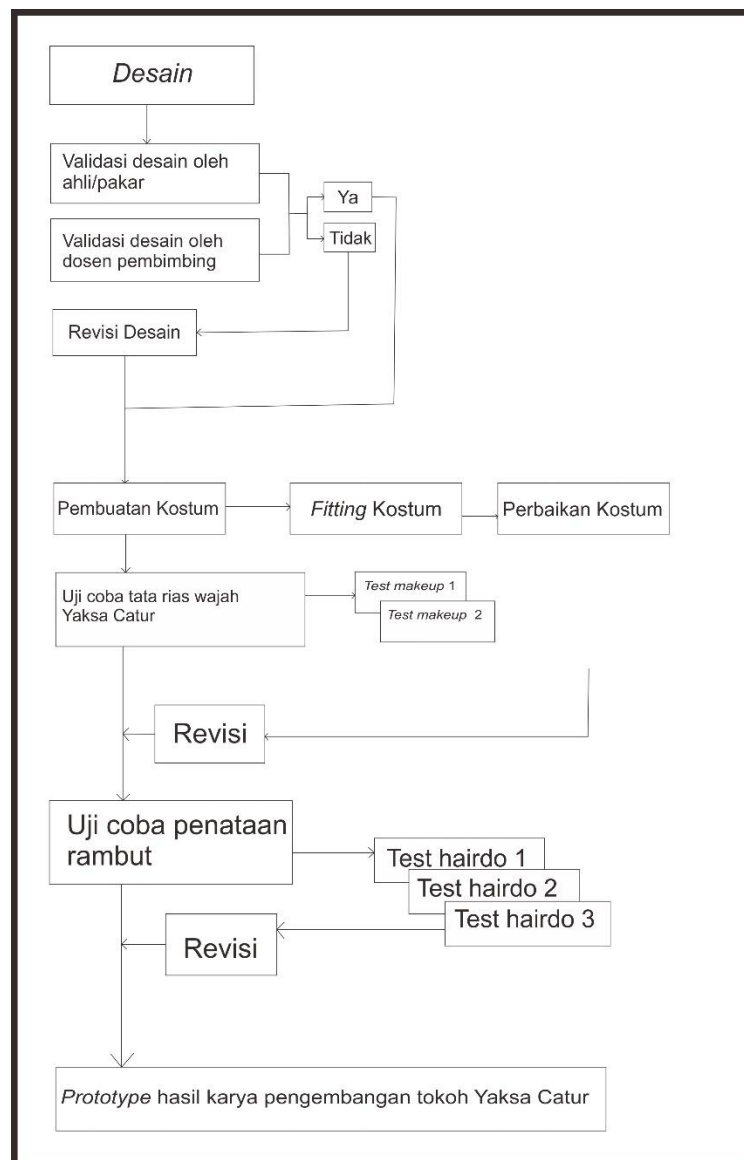 Desain
Validasi desain oleh
ahli/pakar
Ya
Validasi desain oleh
dosen pembimbing
Tidak
Revisi Desain
Pembuatan Kostum
Fitting Kostum
Perbaikan Kostum
Uji coba tata rias wajah
Yaksa Catur
Test makeup 1
Test makeup 2
Revisi
Uji coba penataan
rambut
Test hairdo 1
Test hairdo 2
Test hairdo 3
Revisi
Prototype hasil karya pengembangan tokoh Yaksa Catur